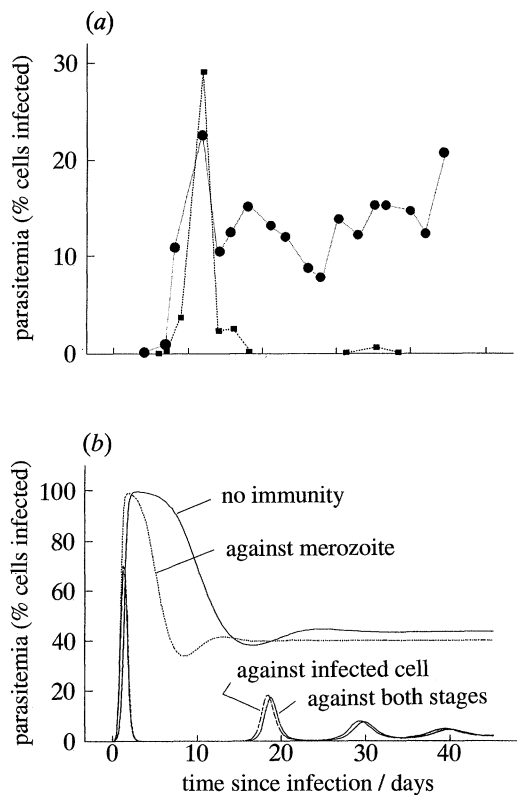 (a)
parasitemia (% cells infected)
30
20
10
0
(b)
parasitemia (% cells infected)
100
80
60
40
20
0
no immunity
against merozoite
against infected cell
against both stages
0 10 20 30 40
time since infection / days